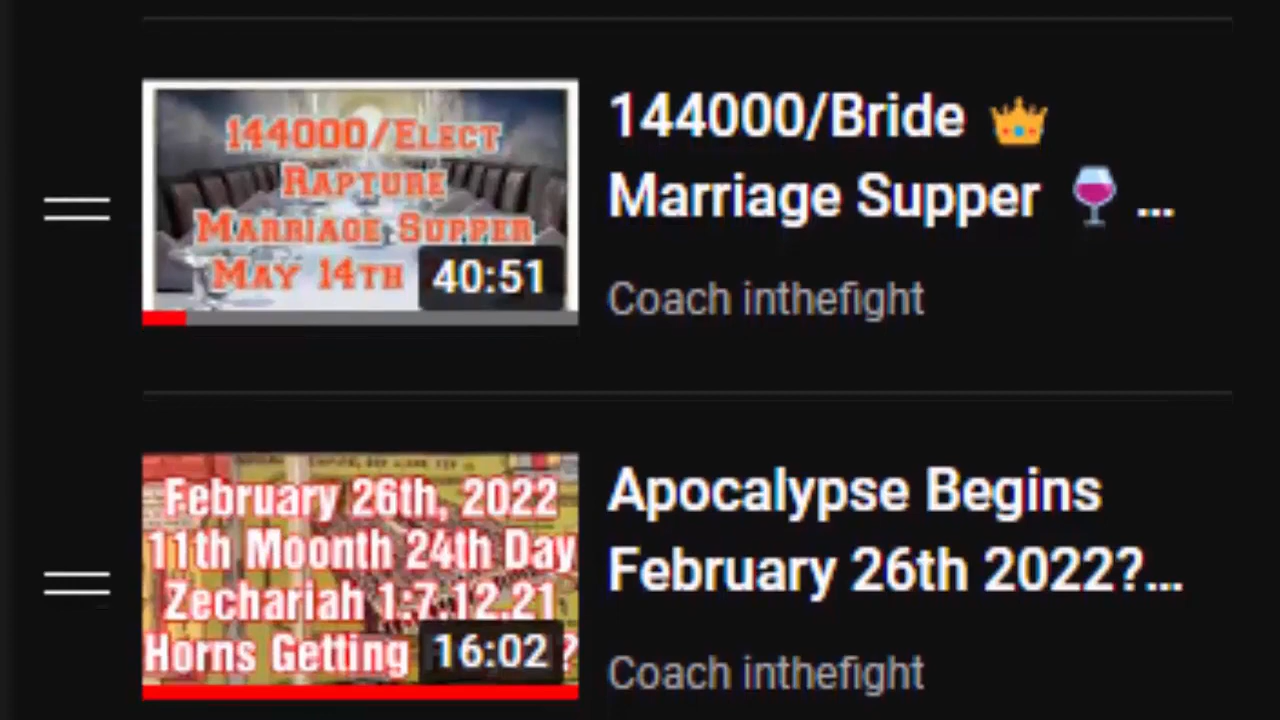 144000/ELECT
RAPTURE
MARRIAGE SUPPER
MAY 14TH
40:51
144000/Bride 👑
Marriage Supper 🍷 ...
Coach inthefight
February 26th, 2022
11th Moonth 24th Day
Zechariah 1:7,12,21
Horns Getting ?
16:02
Apocalypse Begins
February 26th 2022?...
Coach inthefight